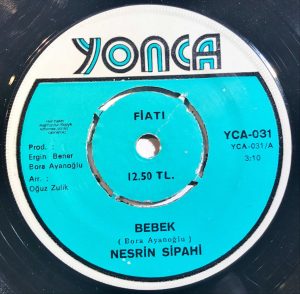 YONCA
FİATI
YCA-031
YCA-031/A
3:10
Prod. :
Ergin Bener
Bora Ayanoğlu
Arr. :
Oğuz Zulik
12.50 TL.
BEBEK
( Bora Ayanoğlu )
NESRİN SİPAHİ